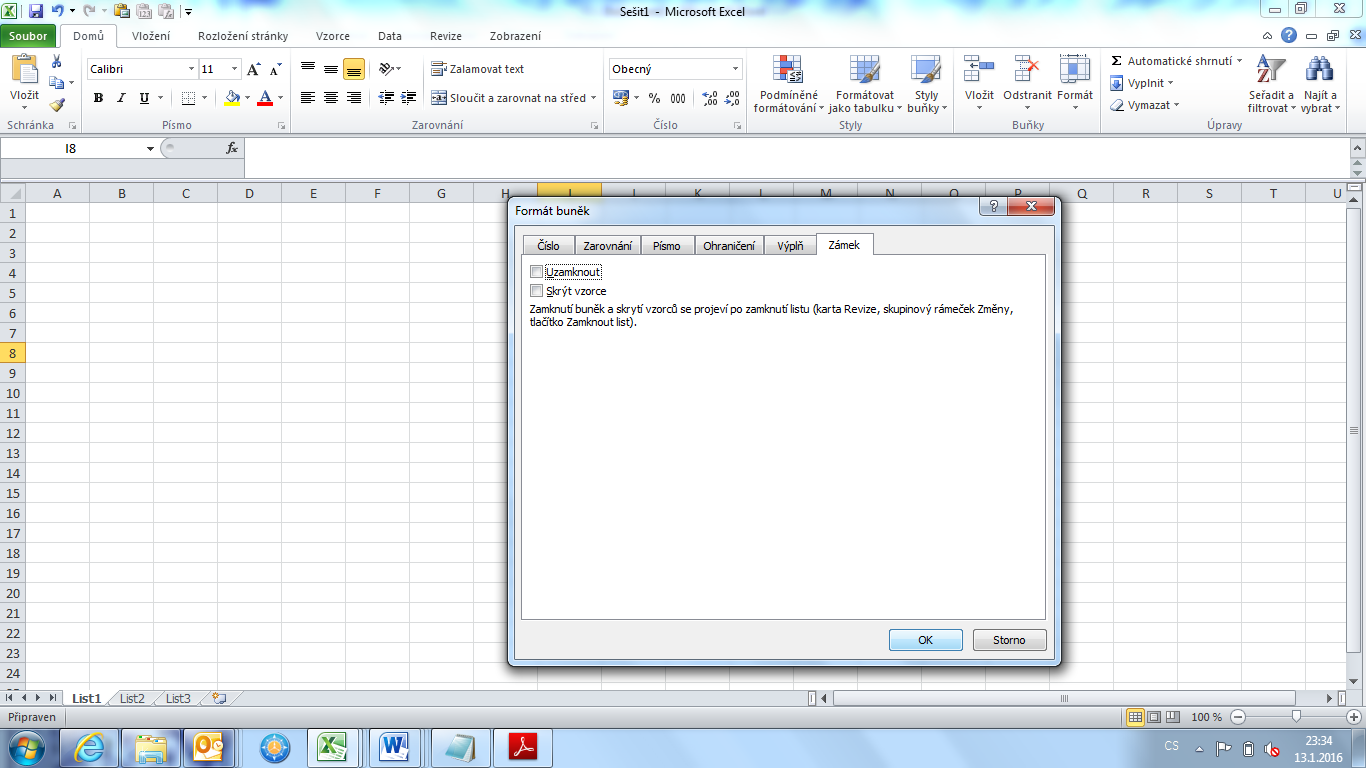 Sešit1 - Microsoft Excel
Soubor Domů Vložení Rozložení stránky Vzorce Data Revize Zobrazení
Calibri 11 Zalamovat text Obecný Automatické shrnutí
Vložit B I U A Sloučit a zarovnat na střed % 000 Podmíněné formátování Formátovat jako tabulku Styly buňky Vložit Odstranit Formát Vyplnit Vymazat Seřadit a filtrovat Najít a vybrat
Schránka Písmo Zarovnání Číslo Styly Buňky Úpravy
I8 fx
A B C D E F G H I J K L M N O P Q R S T U
1
2
3
4
5
6
7
8
9
10
11
12
13
14
15
16
17
18
19
20
21
22
23
24
Formát buněk
Číslo Zarovnání Písmo Ohraničení Výplň Zámek
Uzamknout
Skrýt vzorce
Zamknutí buněk a skrytí vzorců se projeví po zamknutí listu (karta Revize, skupinový rámeček Změny,
tlačítko Zamknout list).
OK Storno
List1 List2 List3
Připraven 100 %
CS 23:34
13.1.2016